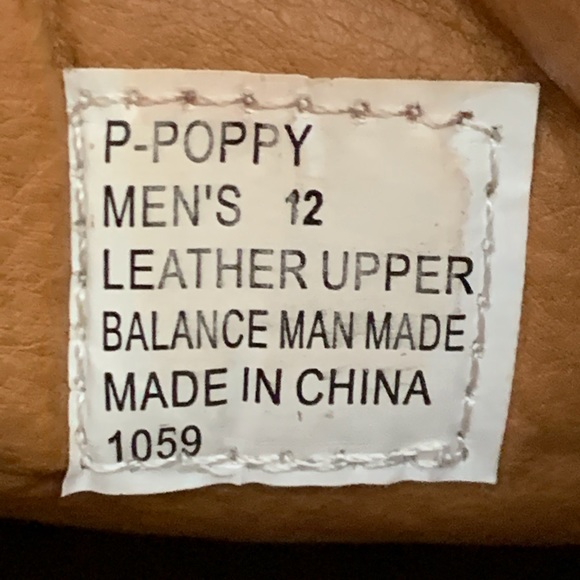 P-POPPY
MEN'S 12
LEATHER UPPER
BALANCE MAN MADE
MADE IN CHINA
1059